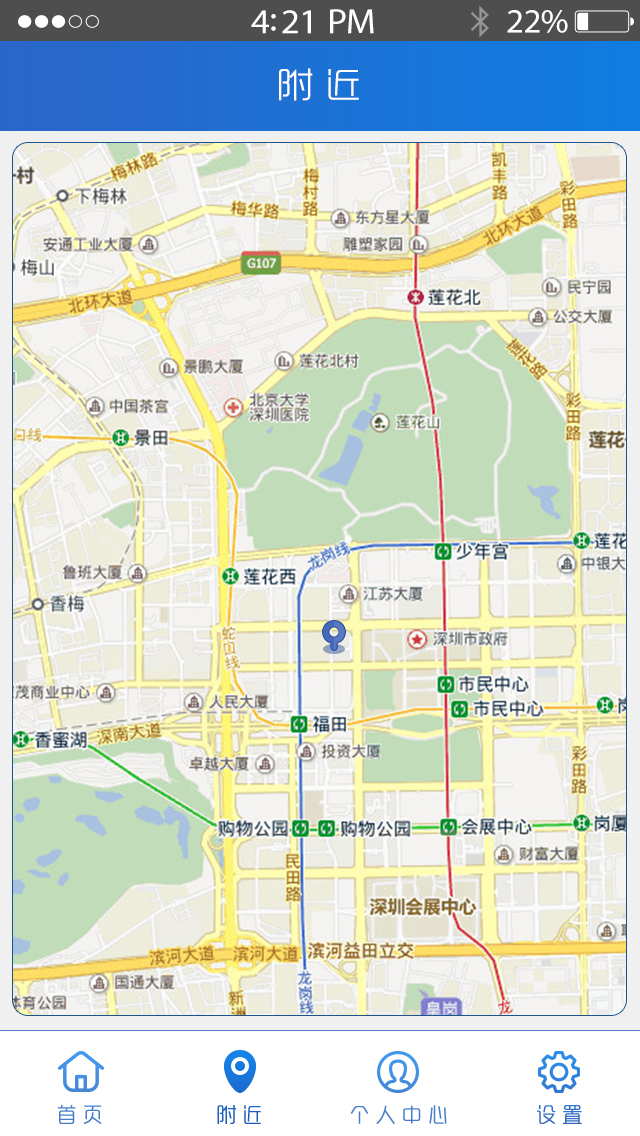 4:21 PM 22%
附近
村
梅林路
下梅林
梅村路
凯丰路
彩田路
梅华路
东方星大厦
安通工业大厦
雕塑家园
北环大道
梅山
G107
民宁园
北环大道
莲花北
公交大厦
景鹏大厦
莲花北村
莲花路
中国茶宫
北京大学
深圳医院
彩田路
莲花山
口线
景田
莲花
龙岗线
少年宫
莲花
鲁班大厦
莲花西
中银大
江苏大厦
香梅
蛇口线
深圳市政府
茂商业中心
人民大厦
市民中心
市民中心
岗
福田
香蜜湖
深南大道
投资大厦
卓越大厦
彩田路
购物公园
购物公园
会展中心
岗厦
民田路
财富大厦
深圳会展中心
滨河大道
滨河大道
滨河益田立交
国通大厦
龙岗线
体育公园
新洲
皇岗
龙
首页
附近
个人中心
设置